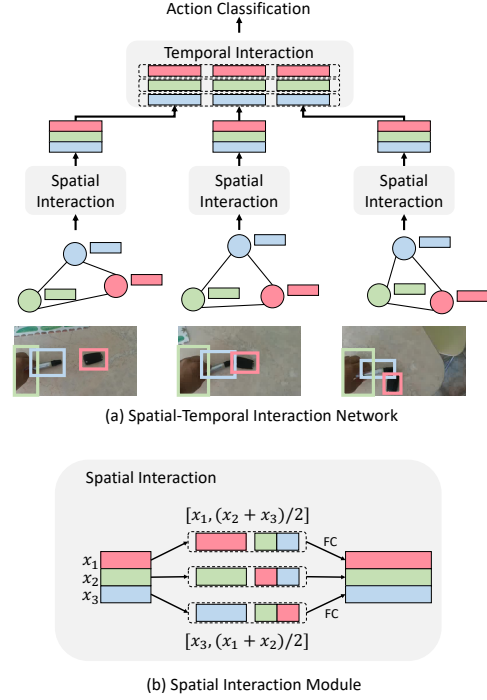 Action Classification
Temporal Interaction
Spatial
Interaction
Spatial
Interaction
Spatial
Interaction
(a) Spatial-Temporal Interaction Network
Spatial Interaction
[x₁, (x₂ + x₃)/2]
FC
x₁
x₂
x₃
FC
[x₃, (x₁ + x₂)/2]
(b) Spatial Interaction Module